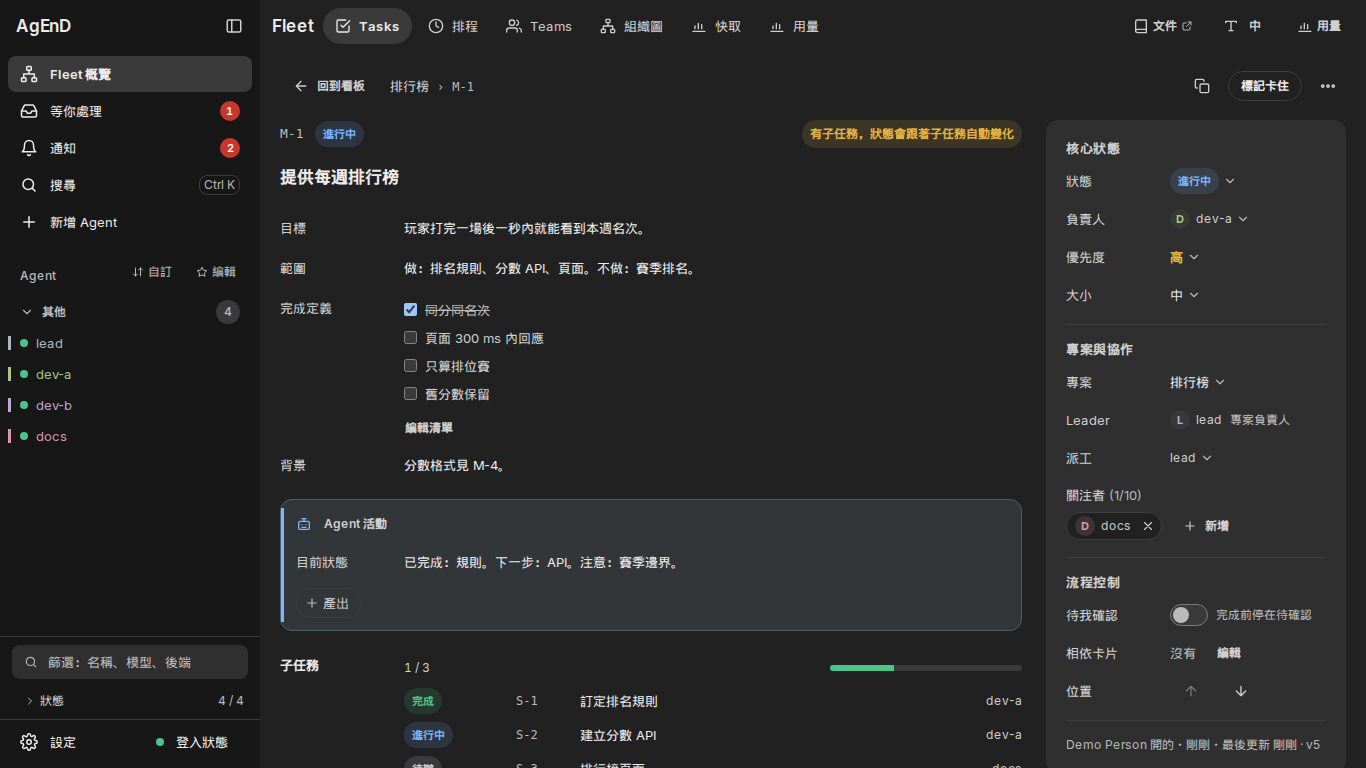 AgEnD
Fleet 概覽
等你處理 1
通知 2
搜尋 Ctrl K
新增 Agent
Agent 自訂 編輯
其他 4
lead
dev-a
dev-b
docs
篩選：名稱、模型、後端
狀態 4 / 4
設定 登入狀態
Fleet Tasks 排程 Teams 組織圖 快取 用量 文件 中 用量
回到看板 排行榜 › M-1 標記卡住
M-1 進行中 有子任務，狀態會跟著子任務自動變化
提供每週排行榜
目標 玩家打完一場後一秒內就能看到本週名次。
範圍 做：排名規則、分數 API、頁面。不做：賽季排名。
完成定義 同分同名次
頁面 300 ms 內回應
只算排位賽
舊分數保留
編輯清單
背景 分數格式見 M-4。
Agent 活動
目前狀態 已完成：規則。下一步：API。注意：賽季邊界。
產出
子任務 1 / 3
完成 S-1 訂定排名規則 dev-a
進行中 S-2 建立分數 API dev-a
核心狀態
狀態 進行中
負責人 D dev-a
優先度 高
大小 中
專案與協作
專案 排行榜
Leader L lead 專案負責人
派工 lead
關注者 (1/10)
D docs 新增
流程控制
待我確認 完成前停在待確認
相依卡片 沒有 編輯
位置
Demo Person 開的・剛剛・最後更新 剛剛・v5